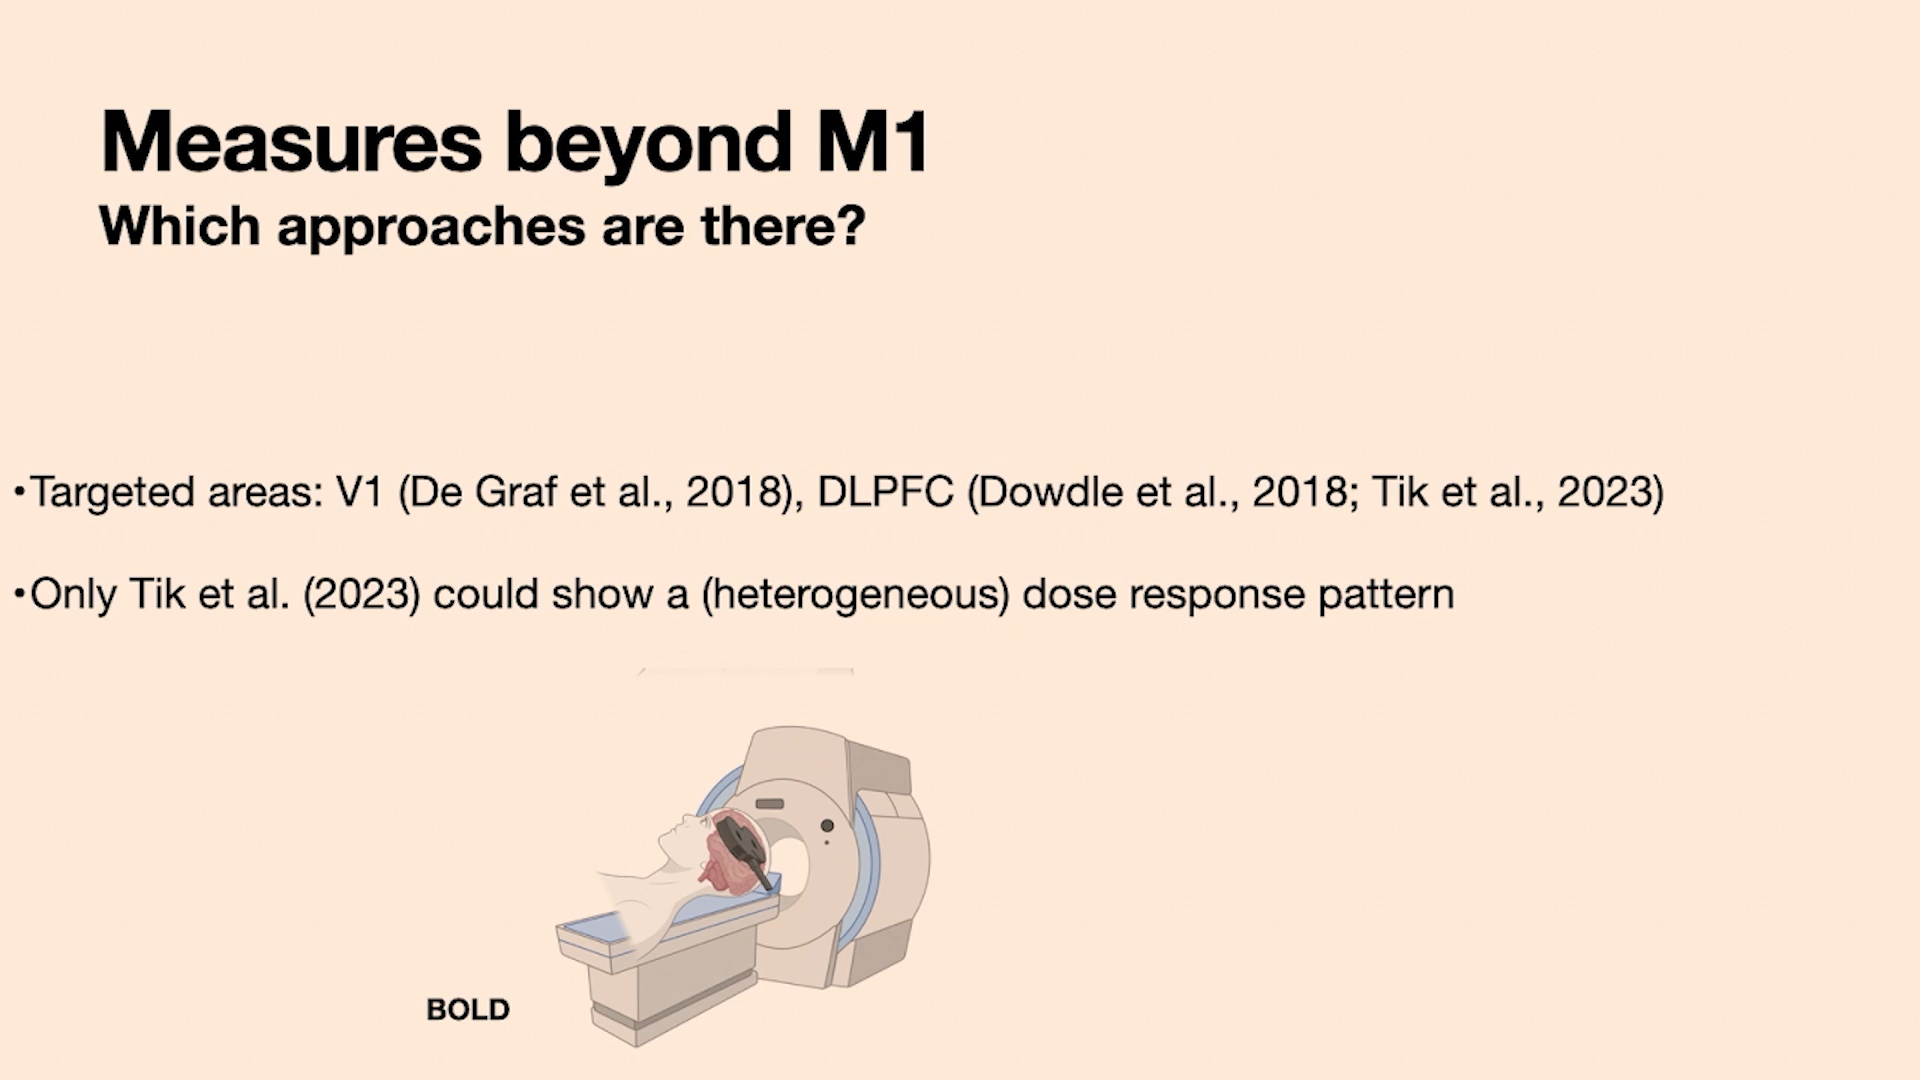 Measures beyond M1
Which approaches are there?
•Targeted areas: V1 (De Graf et al., 2018), DLPFC (Dowdle et al., 2018; Tik et al., 2023)
•Only Tik et al. (2023) could show a (heterogeneous) dose response pattern
BOLD